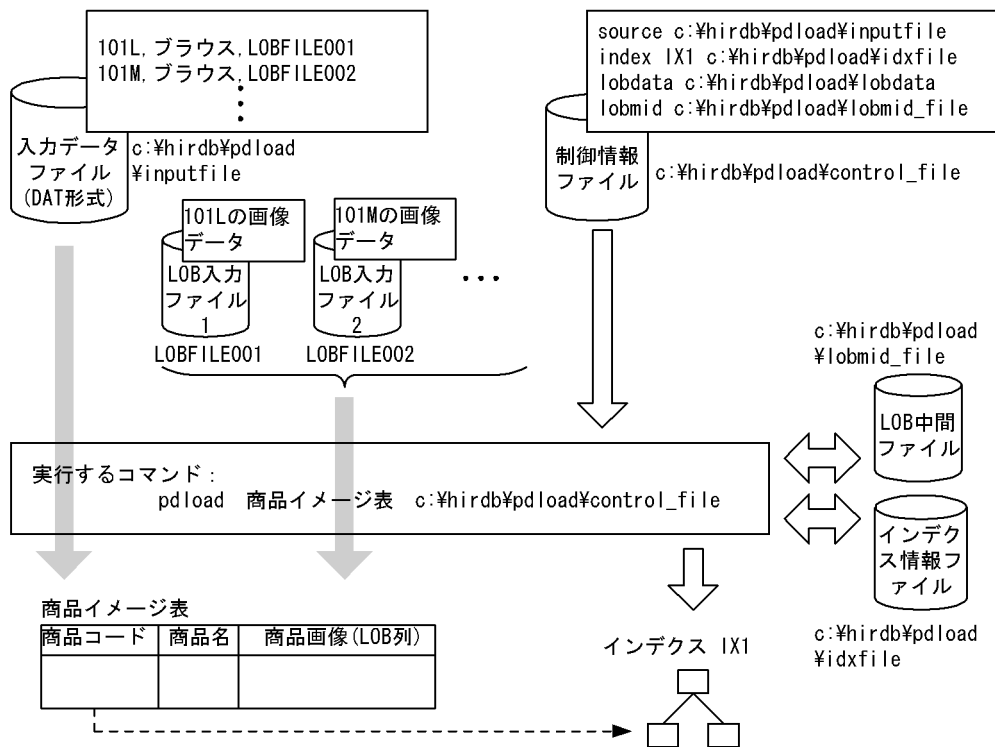 101L, ブラウス, LOBFILE001
101M, ブラウス, LOBFILE002
入力データ
ファイル
(DAT形式)
c:¥hirdb¥pdload
¥inputfile
source c:¥hirdb¥pdload¥inputfile
index IX1 c:¥hirdb¥pdload¥idxfile
lobdata c:¥hirdb¥pdload¥lobdata
lobmid c:¥hirdb¥pdload¥lobmid_file
制御情報
ファイル
c:¥hirdb¥pdload¥control_file
101Lの画像
データ
LOB入力
ファイル
1
LOBFILE001
101Mの画像
データ
LOB入力
ファイル
2
LOBFILE002
c:¥hirdb¥pdload
¥lobmid_file
LOB中間
ファイル
実行するコマンド:
pdload 商品イメージ表 c:¥hirdb¥pdload¥control_file
インデク
ス情報フ
ァイル
c:¥hirdb¥pdload
¥idxfile
商品イメージ表
商品コード 商品名 商品画像(LOB列)
インデクス IX1